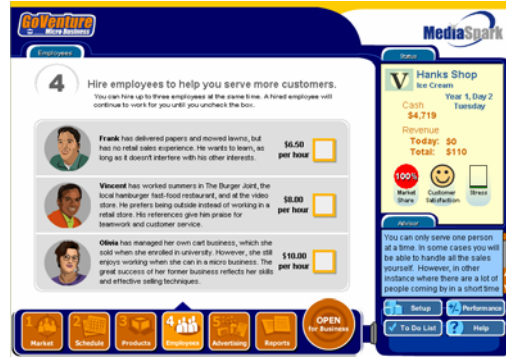 GoVenture
Micro Business
MediaSpark
Employees
4
Hire employees to help you serve more customers.
You can hire up to three employees at the same time. A hired employee will
continue to work for you until you uncheck the box.
Frank has delivered papers and mowed lawns, but
has no retail sales experience. He wants to learn, as
long as it doesn't interfere with his other interests.
$6.50
per hour
Vincent has worked summers in The Burger Joint, the
local hamburger fast-food restaurant, and at the video
store. He prefers being outside instead of working in a
retail store. His references give him praise for
teamwork and customer service.
$8.00
per hour
Olivia has managed her own cart business, which she
sold when she enrolled in university. However, she still
enjoys working when she can in a micro business. The
great success of her former business reflects her skills
and effective selling techniques.
$10.00
per hour
1
Market
2
Schedule
3
Products
4
Employees
5
Advertising
Reports
OPEN
for Business
Status
V
Hanks Shop
Ice Cream
Year 1, Day 2
Tuesday
Cash
$4,719
Revenue
Today: $0
Total: $110
100%
Market
Share
Customer
Satisfaction
Stress
Advisor
You can only serve one person
at a time. In some cases you will
be able to handle all the sales
yourself. However, in other
instance where there are a lot of
people coming by in a short time
Setup
Performance
To Do List
Help